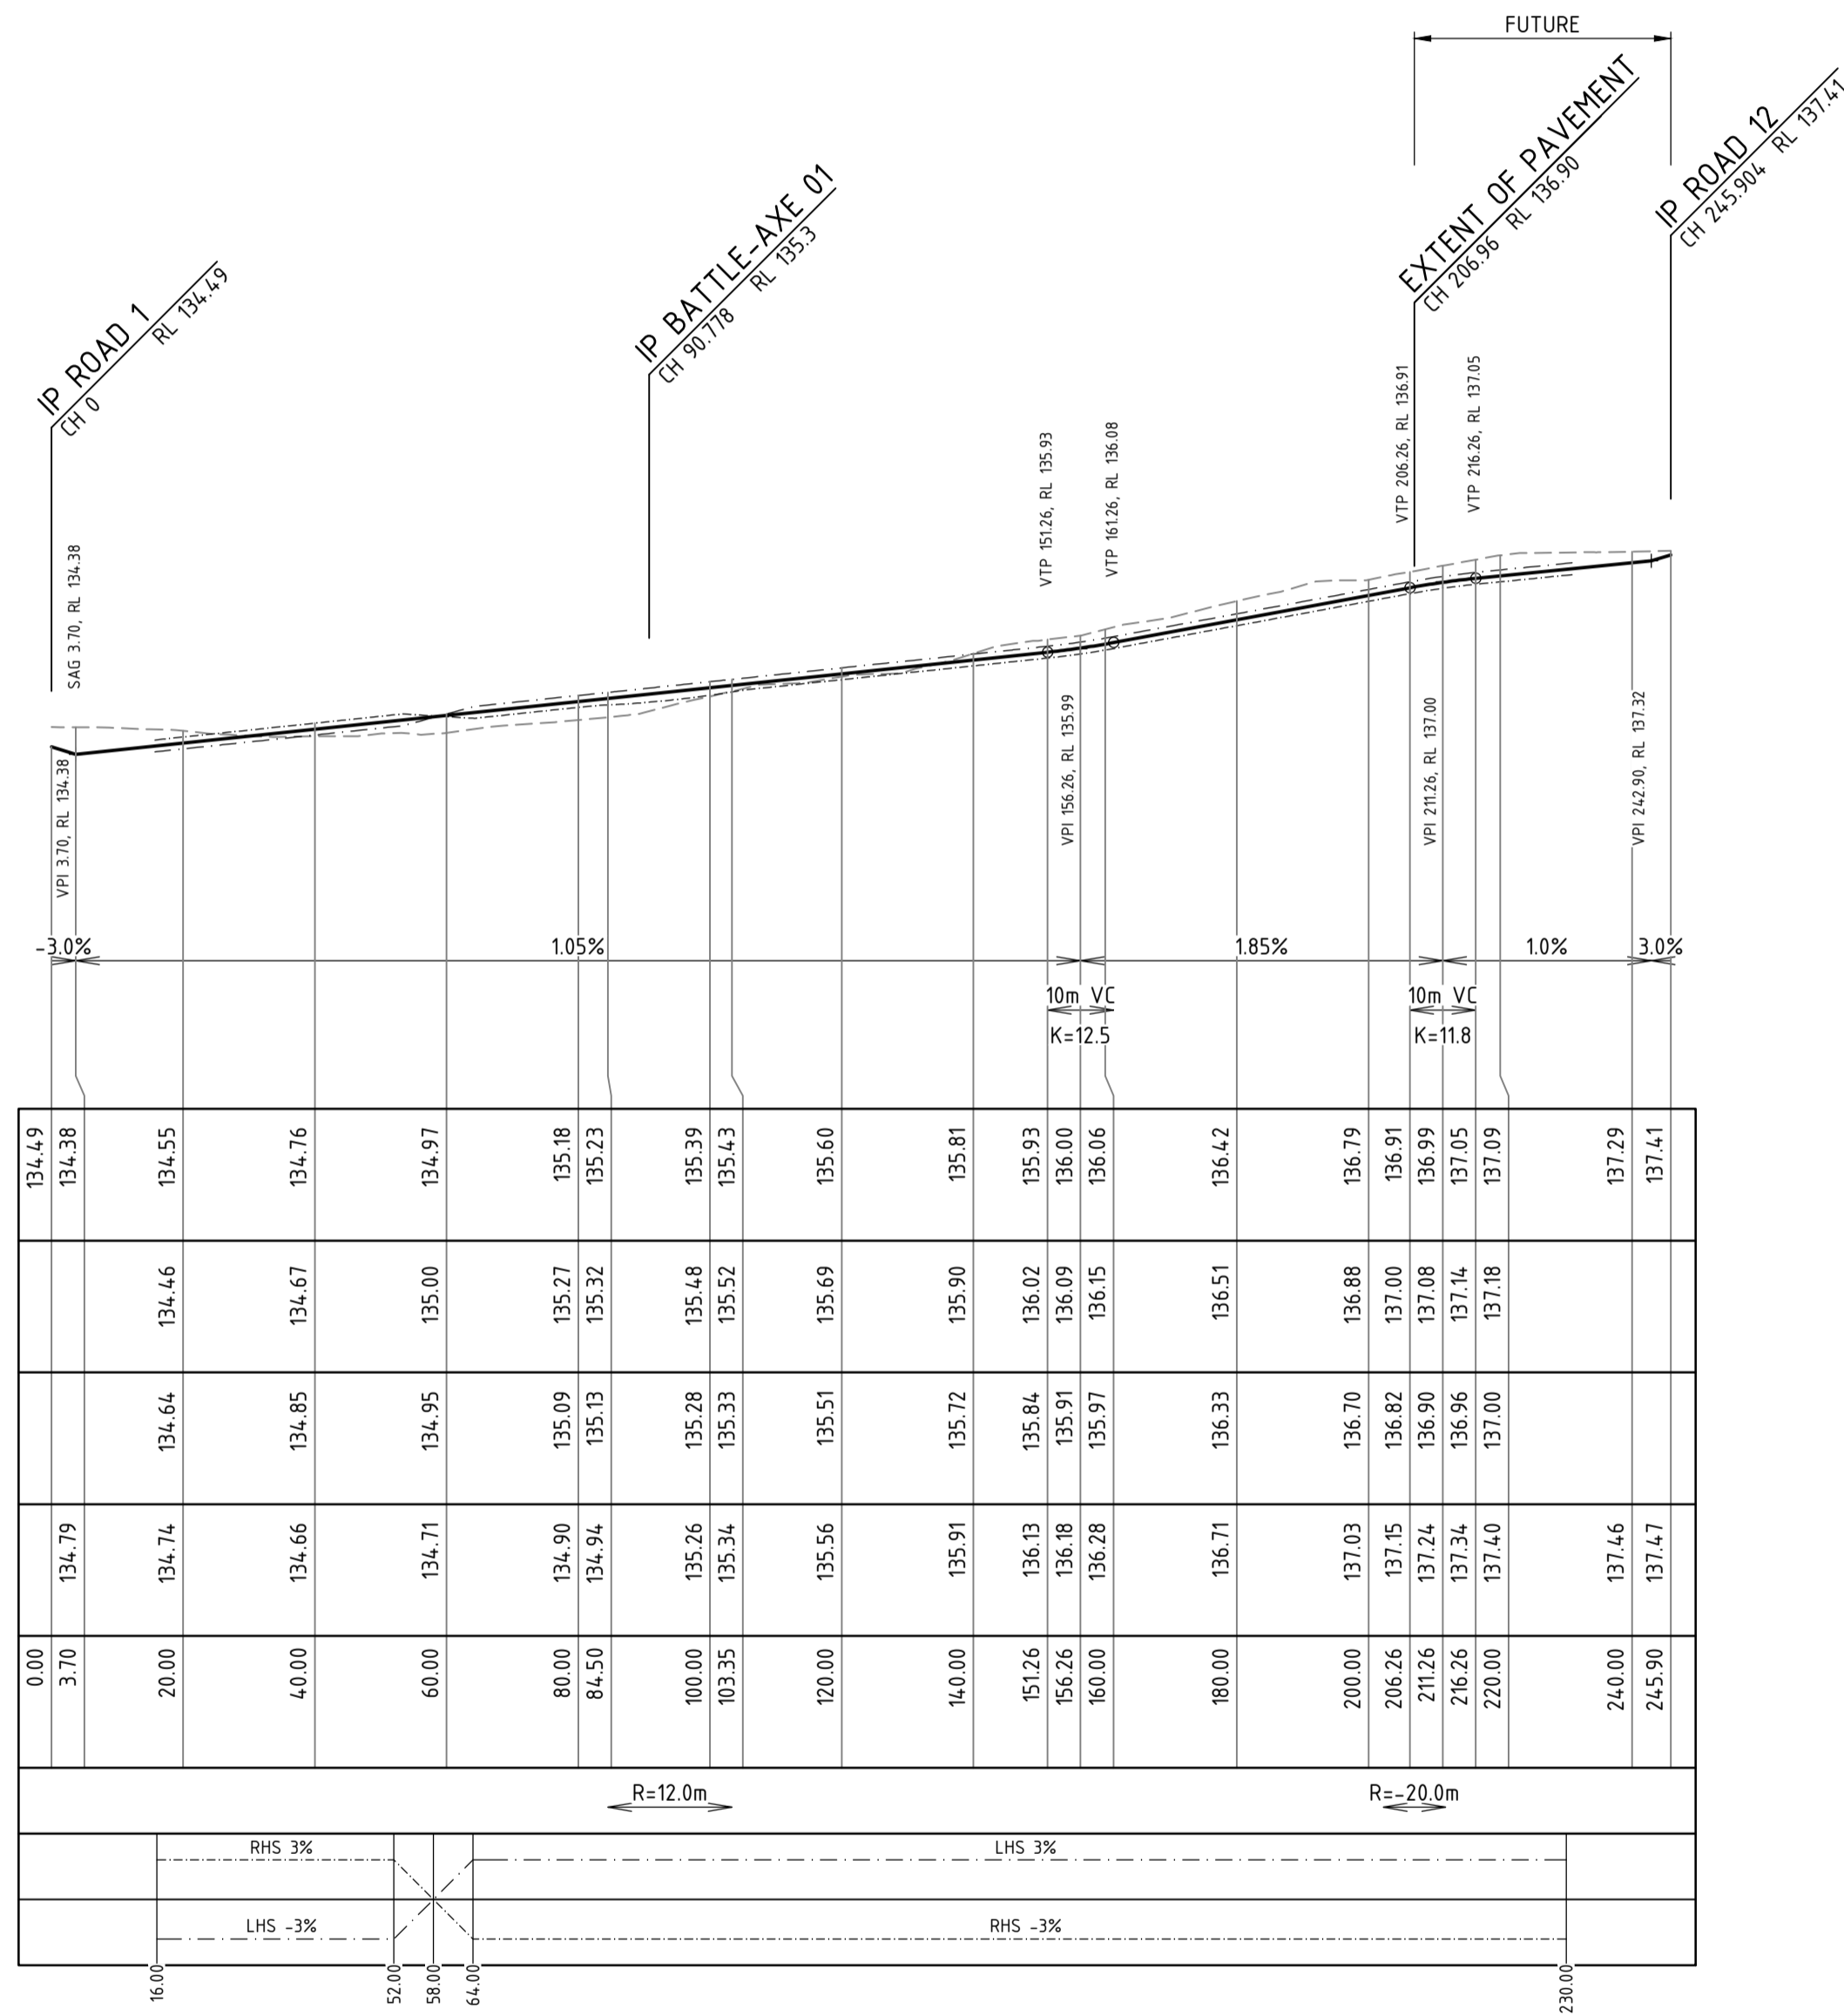 FUTURE
IP ROAD 1
CH 0 RL 134.49
IP BATTLE-AXE 01
CH 90.778 RL 135.3
EXTENT OF PAVEMENT
CH 206.96 RL 136.90
IP ROAD 12
CH 245.904 RL 137.41
SAG 3.70, RL 134.38
VTP 151.26, RL 135.93
VTP 161.26, RL 136.08
VTP 206.26, RL 136.91
VTP 216.26, RL 137.05
VPI 3.70, RL 134.38
VPI 156.26, RL 135.99
VPI 211.26, RL 137.00
VPI 242.90, RL 137.32
-3.0% 1.05% 1.85% 1.0% 3.0%
10m VC 10m VC
K=12.5 K=11.8
134.49 134.38 134.55 134.76 134.97 135.18 135.23 135.39 135.43 135.60 135.81 135.93 136.00 136.06 136.42 136.79 136.91 136.99 137.05 137.09 137.29 137.41
134.46 134.67 135.00 135.27 135.32 135.48 135.52 135.69 135.90 136.02 136.09 136.15 136.51 136.88 137.00 137.08 137.14 137.18
134.64 134.85 134.95 135.09 135.13 135.28 135.33 135.51 135.72 135.84 135.91 135.97 136.33 136.70 136.82 136.90 136.96 137.00
134.79 134.74 134.66 134.71 134.90 134.94 135.26 135.34 135.56 135.91 136.13 136.18 136.28 136.71 137.03 137.15 137.24 137.34 137.40 137.46 137.47
0.00 3.70 20.00 40.00 60.00 80.00 84.50 100.00 103.35 120.00 140.00 151.26 156.26 160.00 180.00 200.00 206.26 211.26 216.26 220.00 240.00 245.90
R=12.0m R=-20.0m
RHS 3% LHS 3%
LHS -3% RHS -3%
16.00 52.00 58.00 64.00 230.00